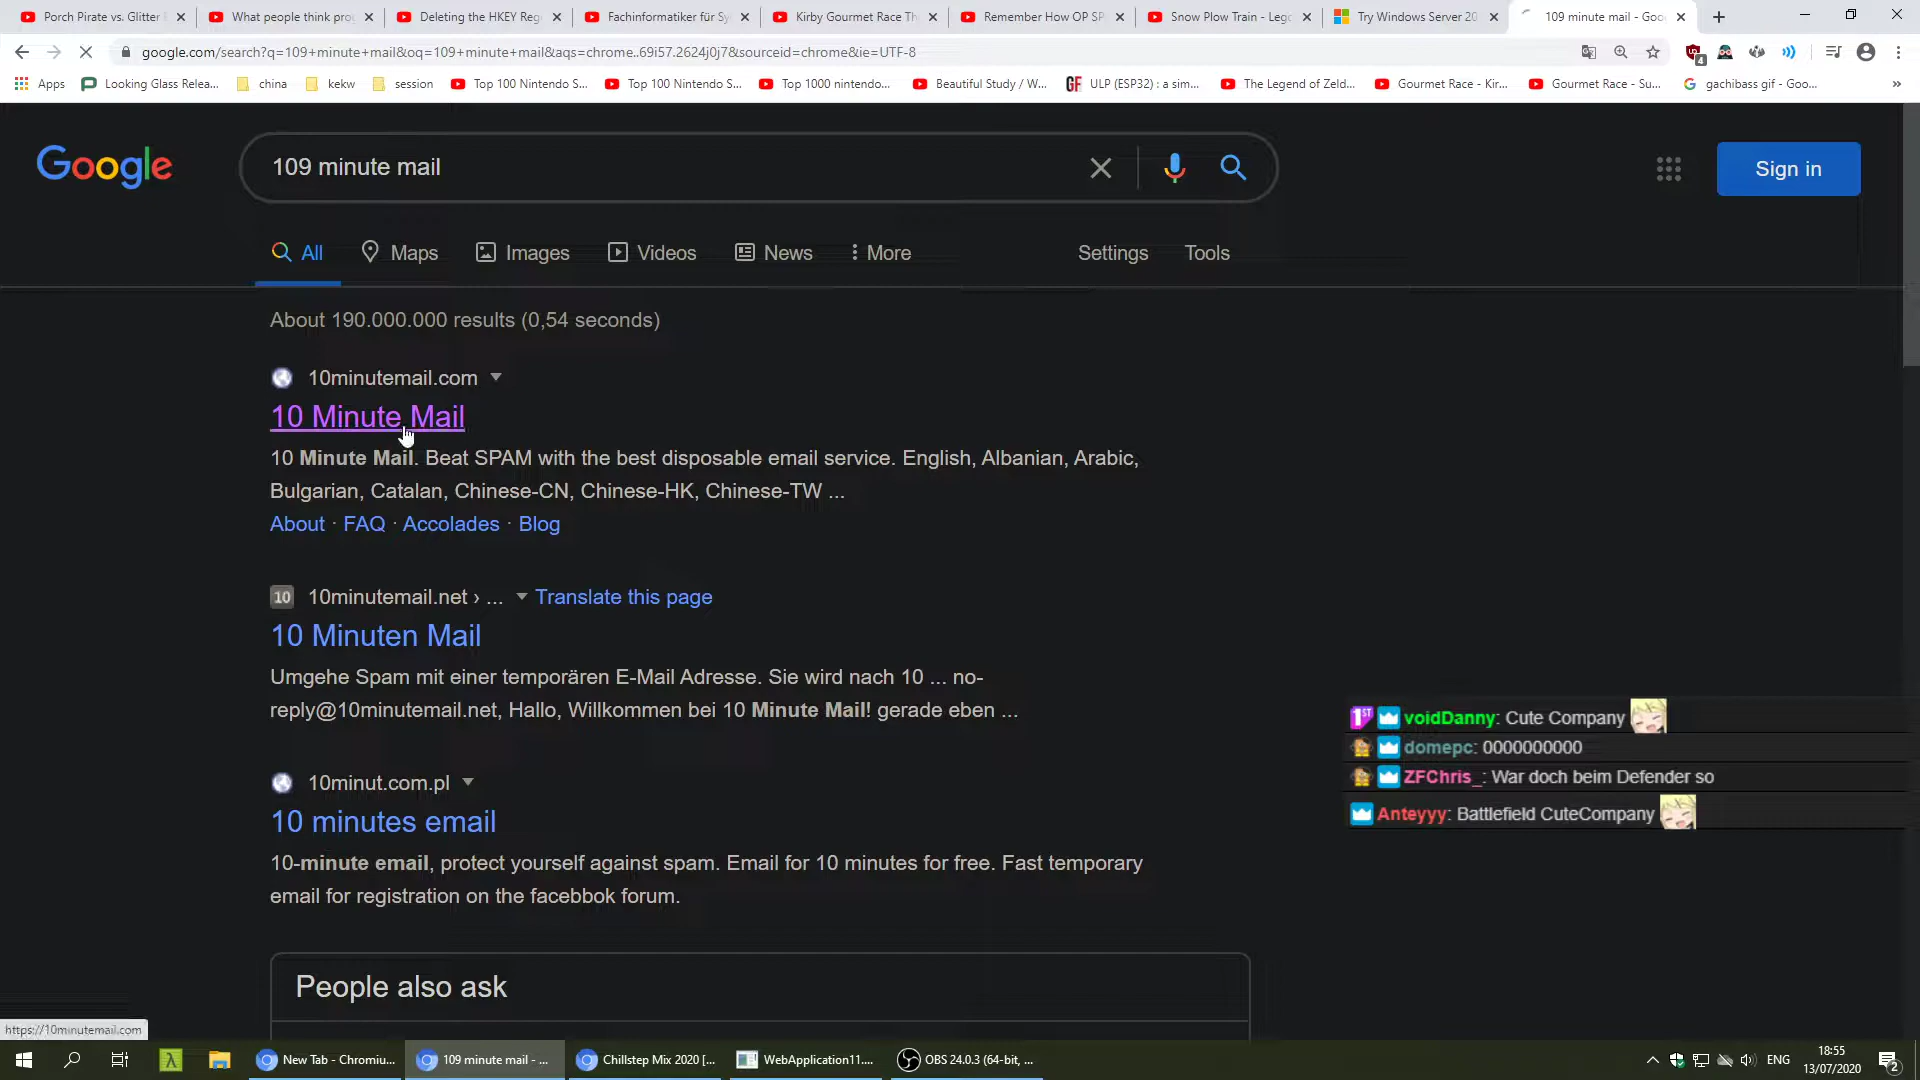 Porch Pirate vs. Glitter
What people think pro
Deleting the HKEY Reg
Fachinformatiker für Sy
Kirby Gourmet Race Th
Remember How OP SP
Snow Plow Train - Leg
Try Windows Server 20
109 minute mail - Goo
google.com/search?q=109+minute+mail&oq=109+minute+mail&aqs=chrome..69i57.2624j0j7&sourceid=chrome&ie=UTF-8
4
Apps
Looking Glass Relea...
china
kekw
session
Top 100 Nintendo S...
Top 100 Nintendo S...
Top 1000 nintendo...
Beautiful Study / W...
GF ULP (ESP32) : a sim...
The Legend of Zeld...
Gourmet Race - Kir...
Gourmet Race - Su...
gachibass gif - Goo...
»
Google
109 minute mail
Sign in
All
Maps
Images
Videos
News
More
Settings
Tools
About 190.000.000 results (0,54 seconds)
10minutemail.com
10 Minute Mail
10 Minute Mail. Beat SPAM with the best disposable email service. English, Albanian, Arabic,
Bulgarian, Catalan, Chinese-CN, Chinese-HK, Chinese-TW ...
About · FAQ · Accolades · Blog
10 10minutemail.net › ... Translate this page
10 Minuten Mail
Umgehe Spam mit einer temporären E-Mail Adresse. Sie wird nach 10 ... no-
reply@10minutemail.net, Hallo, Willkommen bei 10 Minute Mail! gerade eben ...
10minut.com.pl
10 minutes email
10-minute email, protect yourself against spam. Email for 10 minutes for free. Fast temporary
email for registration on the facebbok forum.
People also ask
1ST voidDanny: Cute Company
domepc: 0000000000
ZFChris_: War doch beim Defender so
Anteyyy: Battlefield CuteCompany
https://10minutemail.com
New Tab - Chromiu...
109 minute mail - ...
Chillstep Mix 2020 [...
WebApplication11....
OBS 24.0.3 (64-bit, ...
ENG
18:55
13/07/2020
2